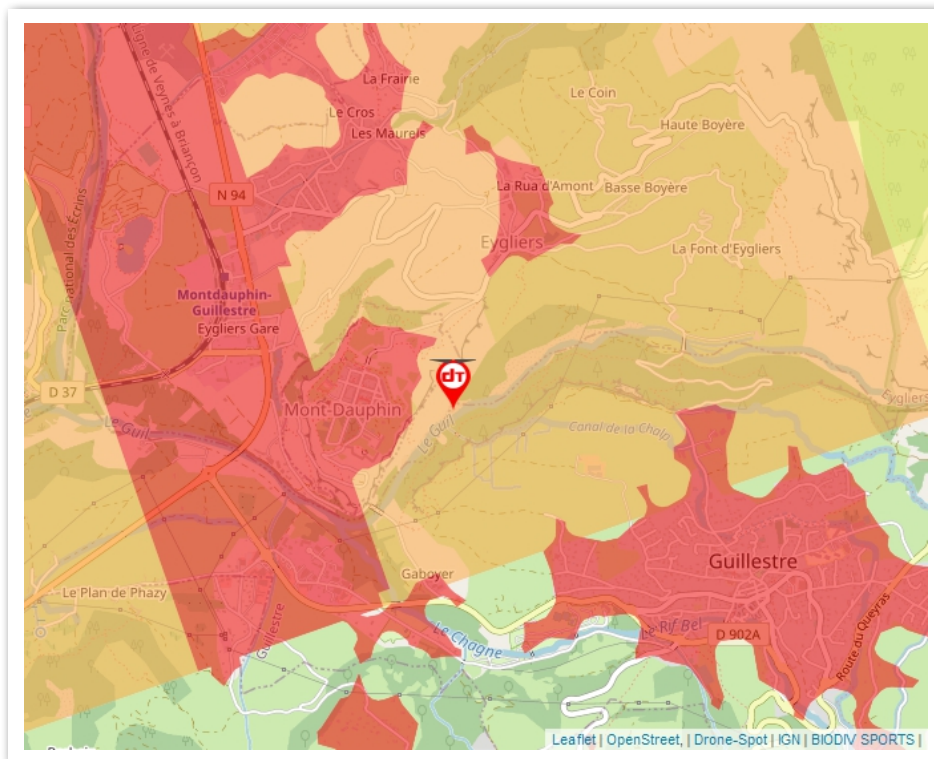 Ligne de Veynes à Briançon
La Frairie
Le Cros
Les Maurels
Le Coin
Haute Boyère
N 94
La Rua d'Amont
Basse Boyère
Eygliers
La Font d'Eygliers
Parc national des Écrins
Montdauphin-
Guillestre
Eygliers Gare
dT
D 37
Mont-Dauphin
Le Guil
Le Guil
Canal de la Chalp
Eygliers
Guillestre
Gaboyer
Le Plan de Phazy
Guillestre
Le Chagne
Le Rif Bel
D 902A
Route du Queyras
Leaflet | OpenStreet, | Drone-Spot | IGN | BIODIV SPORTS |